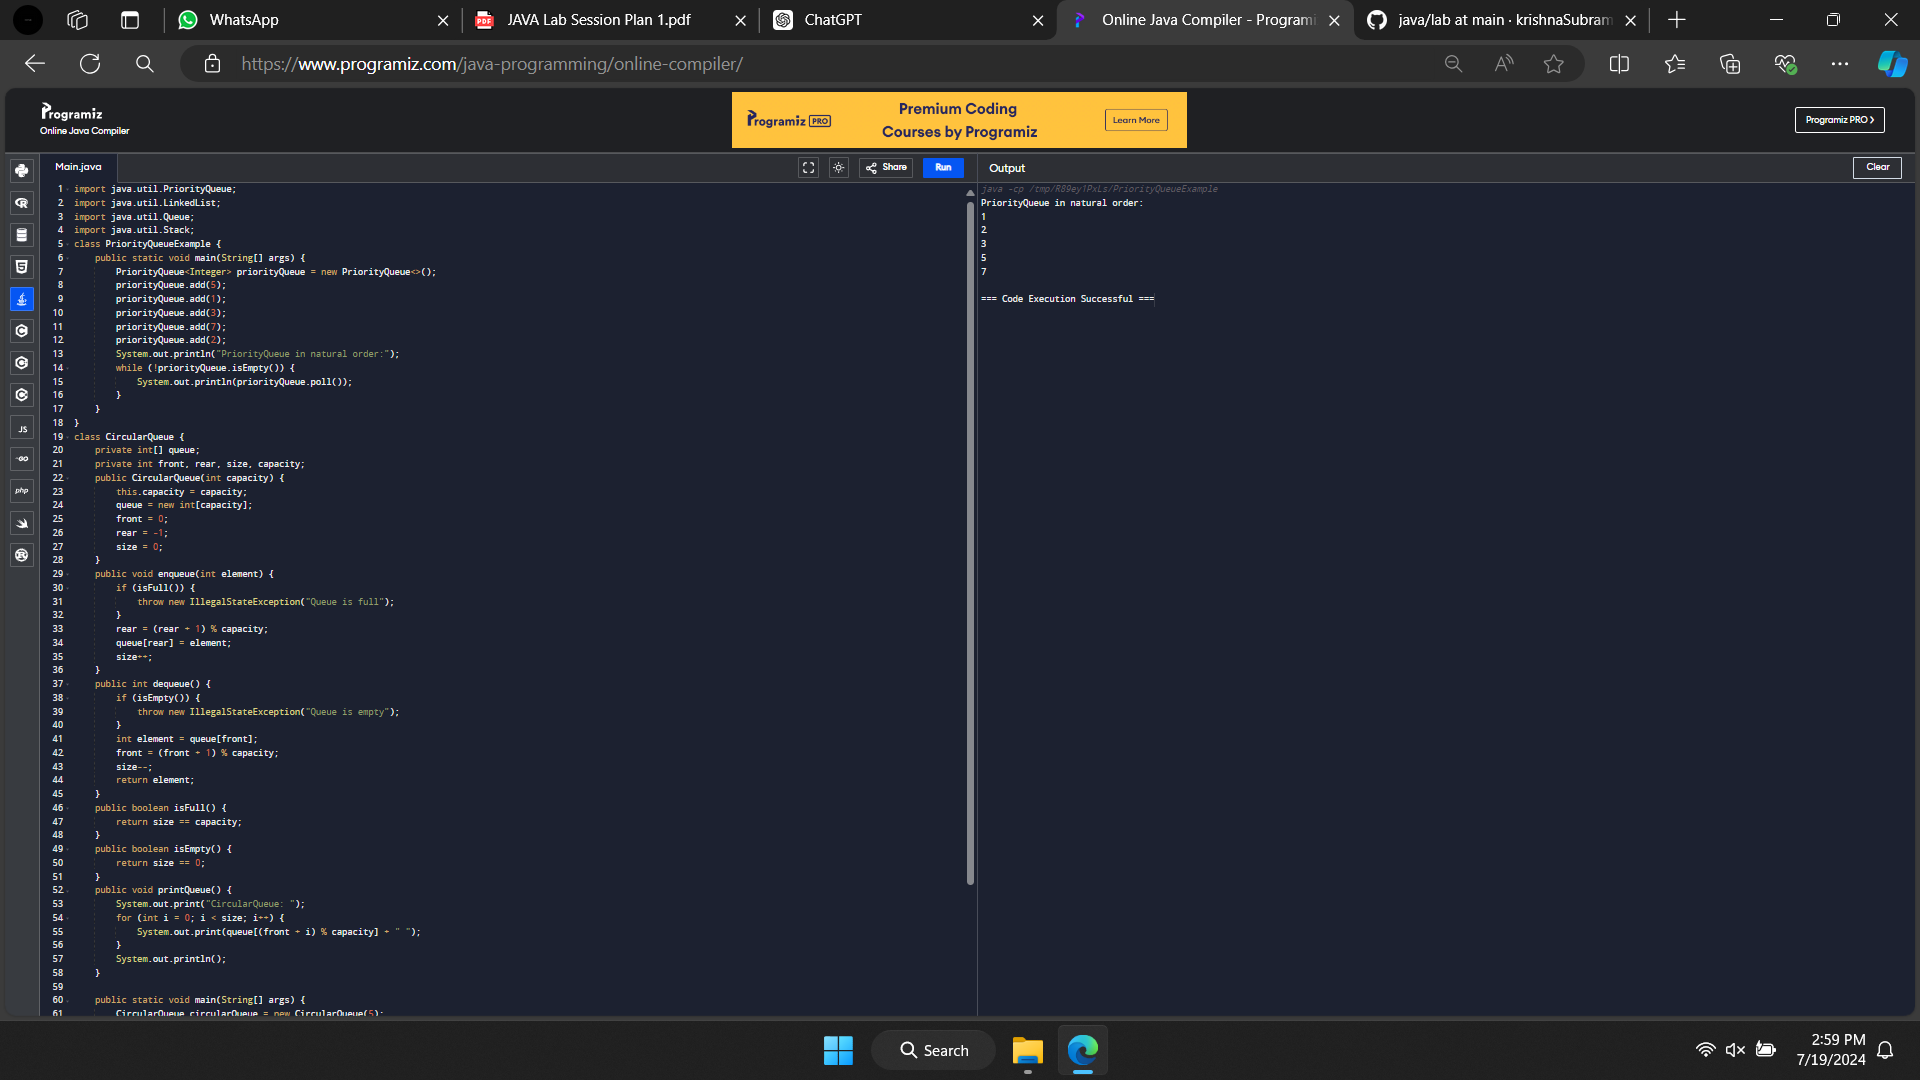 WhatsApp
JAVA Lab Session Plan 1.pdf
ChatGPT
Online Java Compiler - Programi
java/lab at main · krishnaSubram
https://www.programiz.com/java-programming/online-compiler/
Programiz
Online Java Compiler
Programiz PRO
Premium Coding
Courses by Programiz
Learn More
Programiz PRO >
Main.java
Share
Run
Output
Clear
1 import java.util.PriorityQueue;
2 import java.util.LinkedList;
3 import java.util.Queue;
4 import java.util.Stack;
5 class PriorityQueueExample {
6 public static void main(String[] args) {
7 PriorityQueue<Integer> priorityQueue = new PriorityQueue<>();
8 priorityQueue.add(5);
9 priorityQueue.add(1);
10 priorityQueue.add(3);
11 priorityQueue.add(7);
12 priorityQueue.add(2);
13 System.out.println("PriorityQueue in natural order:");
14 while (!priorityQueue.isEmpty()) {
15 System.out.println(priorityQueue.poll());
16 }
17 }
18 }
19 class CircularQueue {
20 private int[] queue;
21 private int front, rear, size, capacity;
22 public CircularQueue(int capacity) {
23 this.capacity = capacity;
24 queue = new int[capacity];
25 front = 0;
26 rear = -1;
27 size = 0;
28 }
29 public void enqueue(int element) {
30 if (isFull()) {
31 throw new IllegalStateException("Queue is full");
32 }
33 rear = (rear + 1) % capacity;
34 queue[rear] = element;
35 size++;
36 }
37 public int dequeue() {
38 if (isEmpty()) {
39 throw new IllegalStateException("Queue is empty");
40 }
41 int element = queue[front];
42 front = (front + 1) % capacity;
43 size--;
44 return element;
45 }
46 public boolean isFull() {
47 return size == capacity;
48 }
49 public boolean isEmpty() {
50 return size == 0;
51 }
52 public void printQueue() {
53 System.out.print("CircularQueue: ");
54 for (int i = 0; i < size; i++) {
55 System.out.print(queue[(front + i) % capacity] + " ");
56 }
57 System.out.println();
58 }
59
60 public static void main(String[] args) {
61 CircularQueue circularQueue = new CircularQueue(5);
java -cp /tmp/R89ey1PxLs/PriorityQueueExample
PriorityQueue in natural order:
1
2
3
5
7
=== Code Execution Successful ===
JS
GO
php
Search
2:59 PM
7/19/2024